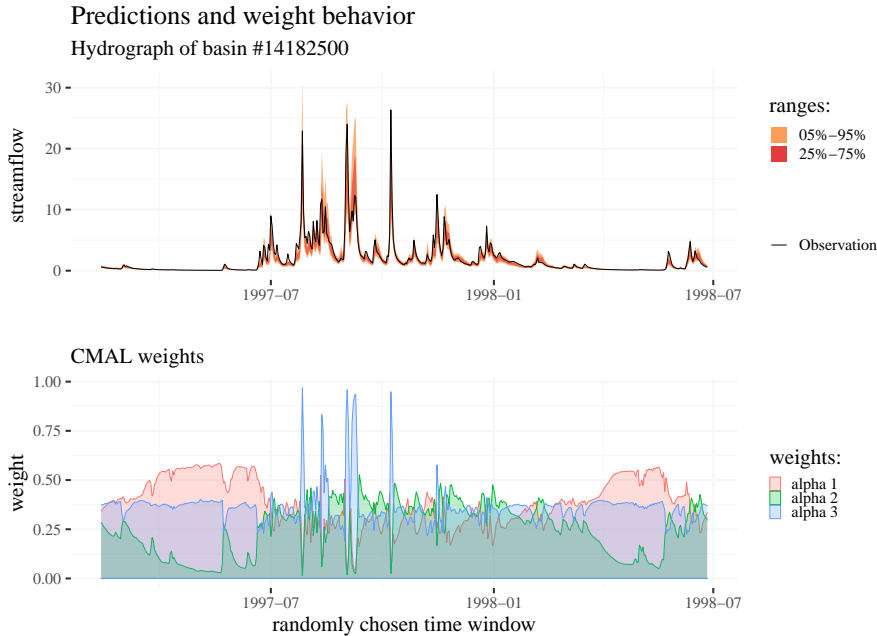 Predictions and weight behavior
Hydrograph of basin #14182500
30
20
10
0
streamflow
1997−07
1998−01
1998−07
ranges:
05%−95%
25%−75%
Observation
CMAL weights
1.00
0.75
0.50
0.25
0.00
weight
1997−07
1998−01
1998−07
randomly chosen time window
weights:
alpha 1
alpha 2
alpha 3